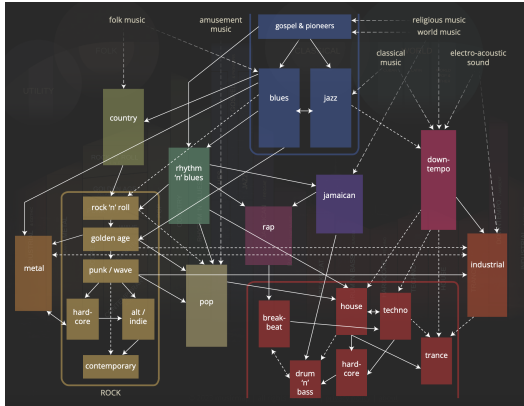 folk music
amusement
music
gospel & pioneers
religious music
world music
classical
music
electro-acoustic
sound
blues
jazz
country
rhythm
'n' blues
down-
tempo
jamaican
rock 'n' roll
rap
golden age
metal
industrial
punk / wave
pop
hard-
core
alt /
indie
break-
beat
house
techno
contemporary
drum
'n'
bass
hard-
core
trance
ROCK